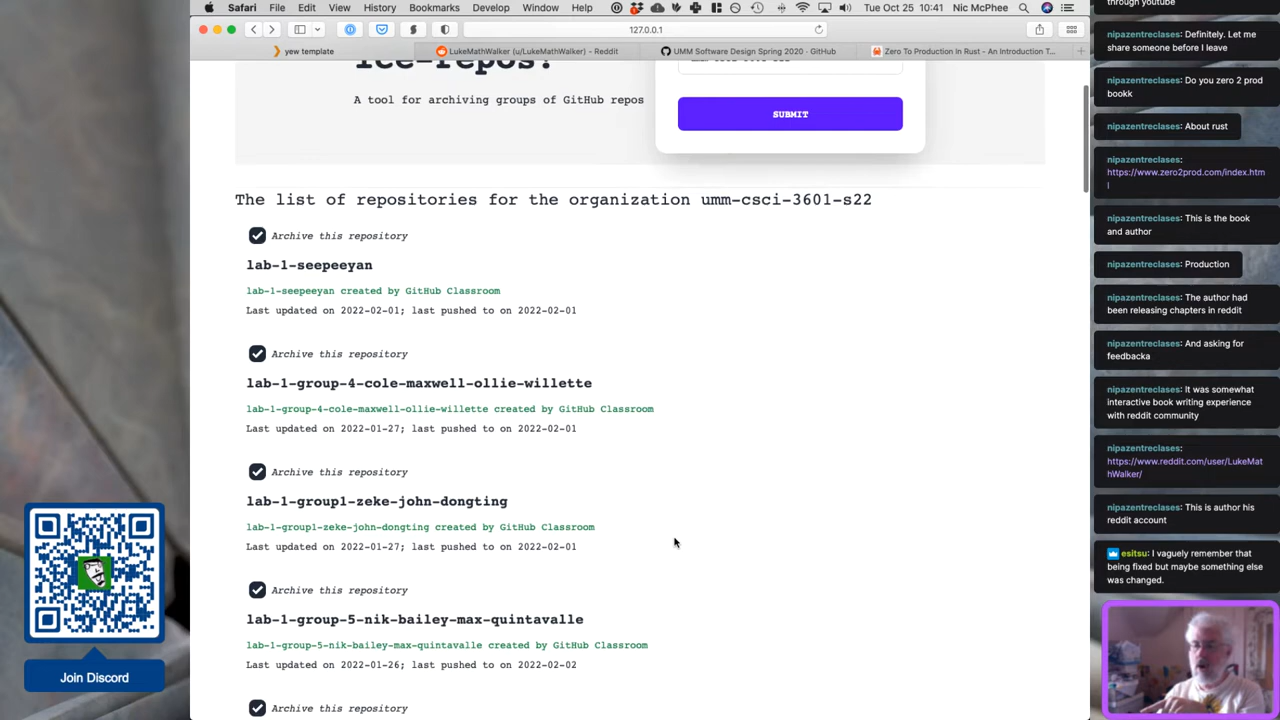 Safari File Edit View History Bookmarks Develop Window Help Tue Oct 25 10:41 Nic McPhee
127.0.0.1
yew template
LukeMathWalker (u/LukeMathWalker) - Reddit
UMM Software Design Spring 2020 · GitHub
Zero To Production In Rust - An Introduction T...
ice-repos?
A tool for archiving groups of GitHub repos
SUBMIT
The list of repositories for the organization umm-csci-3601-s22
Archive this repository
lab-1-seepeeyan
lab-1-seepeeyan created by GitHub Classroom
Last updated on 2022-02-01; last pushed to on 2022-02-01
Archive this repository
lab-1-group-4-cole-maxwell-ollie-willette
lab-1-group-4-cole-maxwell-ollie-willette created by GitHub Classroom
Last updated on 2022-01-27; last pushed to on 2022-02-01
Archive this repository
lab-1-group1-zeke-john-dongting
lab-1-group1-zeke-john-dongting created by GitHub Classroom
Last updated on 2022-01-27; last pushed to on 2022-02-01
Archive this repository
lab-1-group-5-nik-bailey-max-quintavalle
lab-1-group-5-nik-bailey-max-quintavalle created by GitHub Classroom
Last updated on 2022-01-26; last pushed to on 2022-02-02
Archive this repository
Join Discord
through youtube
nipazentreclases: Definitely. Let me
share someone before I leave
nipazentreclases: Do you zero 2 prod
bookk
nipazentreclases: About rust
nipazentreclases:
https://www.zero2prod.com/index.htm
l
nipazentreclases: This is the book
and author
nipazentreclases: Production
nipazentreclases: The author had
been releasing chapters in reddit
nipazentreclases: And asking for
feedbacka
nipazentreclases: It was somewhat
interactive book writing experience
with reddit community
nipazentreclases:
https://www.reddit.com/user/LukeMat
hWalker/
nipazentreclases: This is author his
reddit account
esitsu: I vaguely remember that
being fixed but maybe something else
was changed.